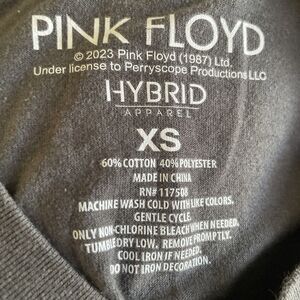 PINK FLOYD
© 2023 Pink Floyd (1987) Ltd.
Under license to Perryscope Productions LLC
HYBRID
APPAREL
XS
60% COTTON 40% POLYESTER
MADE IN CHINA
RN# 117508
MACHINE WASH COLD WITH LIKE COLORS.
GENTLE CYCLE.
ONLY NON-CHLORINE BLEACH WHEN NEEDED.
TUMBLE DRY LOW. REMOVE PROMPTLY.
COOL IRON IF NEEDED.
DO NOT IRON DECORATION.